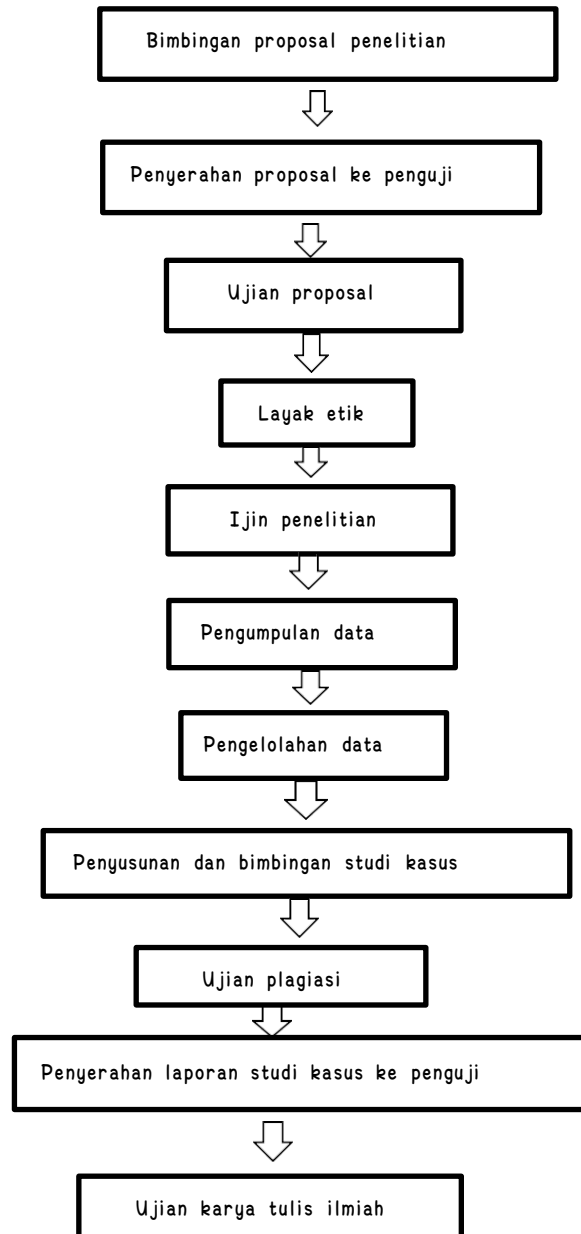 Bimbingan proposal penelitian
Penyerahan proposal ke penguji
Ujian proposal
Layak etik
Ijin penelitian
Pengumpulan data
Pengelolahan data
Penyusunan dan bimbingan studi kasus
Ujian plagiasi
Penyerahan laporan studi kasus ke penguji
Ujian karya tulis ilmiah